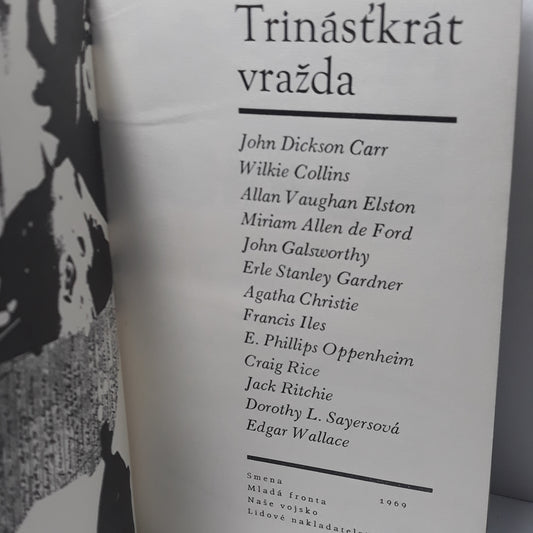 Trinásťkrát
vražda
John Dickson Carr
Wilkie Collins
Allan Vaughan Elston
Miriam Allen de Ford
John Galsworthy
Erle Stanley Gardner
Agatha Christie
Francis Iles
E. Phillips Oppenheim
Craig Rice
Jack Ritchie
Dorothy L. Sayersová
Edgar Wallace
Smena
Mladá fronta 1969
Naše vojsko
Lidové